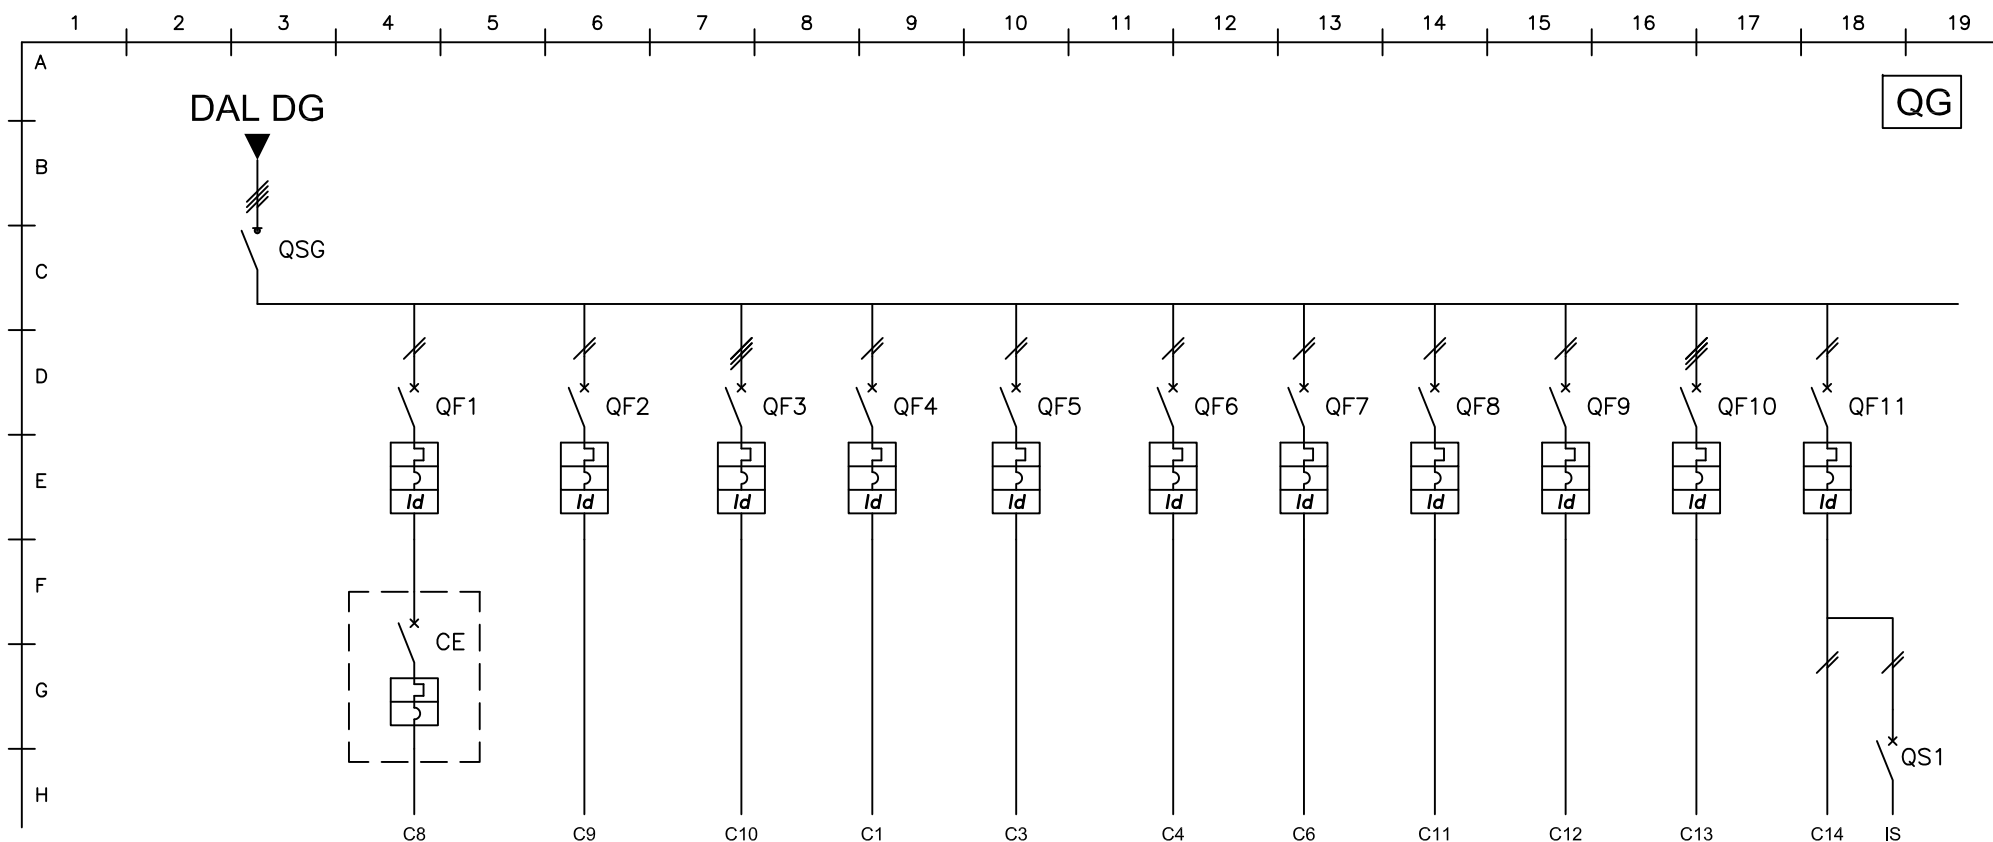 1 2 3 4 5 6 7 8 9 10 11 12 13 14 15 16 17 18 19
A
DAL DG
QG
B
QSG
C
D
QF1 QF2 QF3 QF4 QF5 QF6 QF7 QF8 QF9 QF10 QF11
E
Id Id Id Id Id Id Id Id Id Id Id
F
CE
G
QS1
H
C8 C9 C10 C1 C3 C4 C6 C11 C12 C13 C14 IS